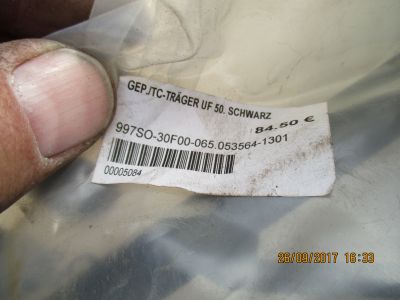 GEP./TC-TRÄGER UF 50. SCHWARZ
84.50 €
997SO-30F00-065.053564-1301
00005084
26/09/2017 16:33